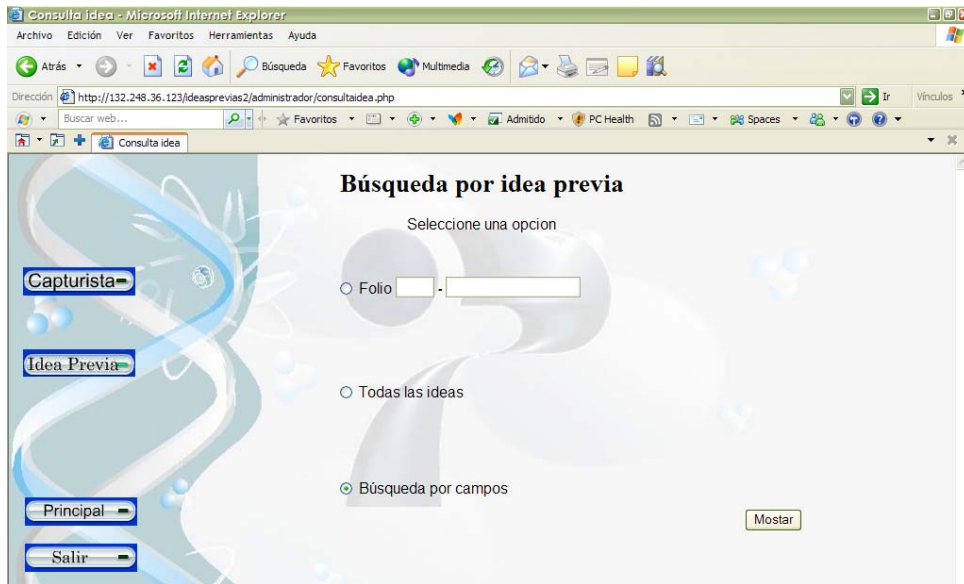 Consulta idea - Microsoft Internet Explorer
Archivo Edición Ver Favoritos Herramientas Ayuda
Atrás Búsqueda Favoritos Multimedia
Dirección http://132.248.36.123/ideasprevias2/administrador/consultaidea.php Ir Vínculos
Buscar web... Favoritos Admitido PC Health Spaces
Consulta idea
Búsqueda por idea previa
Seleccione una opcion
Capturista
Folio -
Idea Previa
Todas las ideas
Búsqueda por campos
Principal
Mostar
Salir